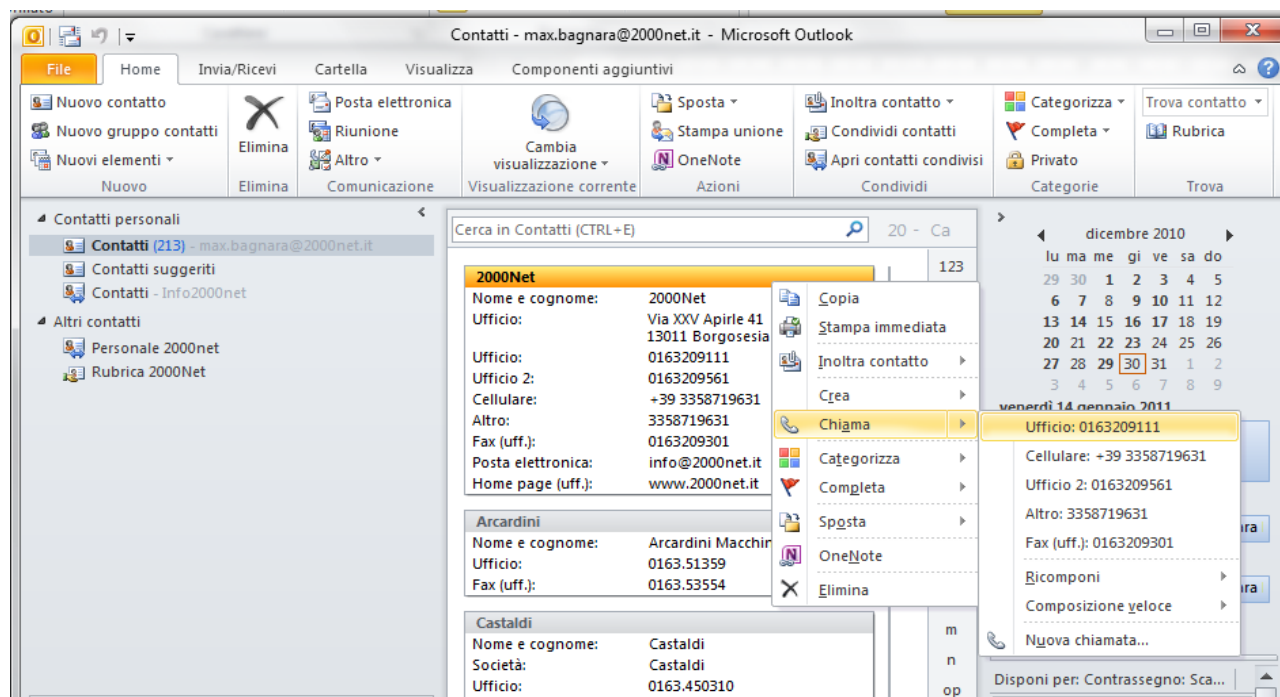 Contatti - max.bagnara@2000net.it - Microsoft Outlook
File Home Invia/Ricevi Cartella Visualizza Componenti aggiuntivi
Nuovo contatto
Nuovo gruppo contatti
Nuovi elementi
Nuovo
Elimina
Elimina
Posta elettronica
Riunione
Altro
Comunicazione
Cambia
visualizzazione
Visualizzazione corrente
Sposta
Stampa unione
OneNote
Azioni
Inoltra contatto
Condividi contatti
Apri contatti condivisi
Condividi
Categorizza
Completa
Privato
Categorie
Trova contatto
Rubrica
Trova
Contatti personali
Contatti (213) - max.bagnara@2000net.it
Contatti suggeriti
Contatti - Info2000net
Altri contatti
Personale 2000net
Rubrica 2000Net
Cerca in Contatti (CTRL+E)
20 - Ca
123
2000Net
Nome e cognome: 2000Net
Ufficio: Via XXV Apirle 41
13011 Borgosesia
Ufficio: 0163209111
Ufficio 2: 0163209561
Cellulare: +39 3358719631
Altro: 3358719631
Fax (uff.): 0163209301
Posta elettronica: info@2000net.it
Home page (uff.): www.2000net.it
Arcardini
Nome e cognome: Arcardini Macchin
Ufficio: 0163.51359
Fax (uff.): 0163.53554
Castaldi
Nome e cognome: Castaldi
Società: Castaldi
Ufficio: 0163.450310
m
n
op
Copia
Stampa immediata
Inoltra contatto
Crea
Chiama
Categorizza
Completa
Sposta
OneNote
Elimina
dicembre 2010
lu ma me gi ve sa do
29 30 1 2 3 4 5
6 7 8 9 10 11 12
13 14 15 16 17 18 19
20 21 22 23 24 25 26
27 28 29 30 31 1 2
3 4 5 6 7 8 9
venerdì 14 gennaio 2011
Ufficio: 0163209111
Cellulare: +39 3358719631
Ufficio 2: 0163209561
Altro: 3358719631
Fax (uff.): 0163209301
Ricomponi
Composizione veloce
Nuova chiamata...
ara
ara
Disponi per: Contrassegno: Sca...